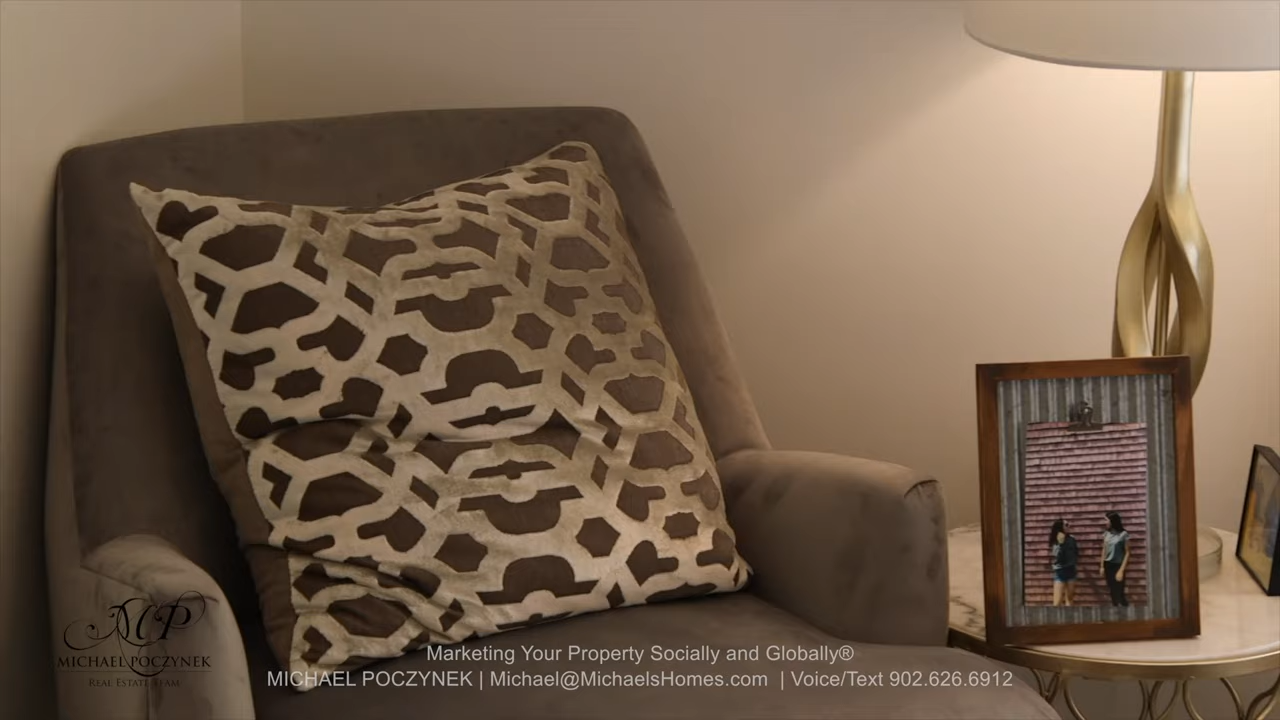 MCP
MICHAEL POCZYNEK
REAL ESTATE TEAM
Marketing Your Property Socially and Globally®
MICHAEL POCZYNEK | Michael@MichaelsHomes.com | Voice/Text 902.626.6912